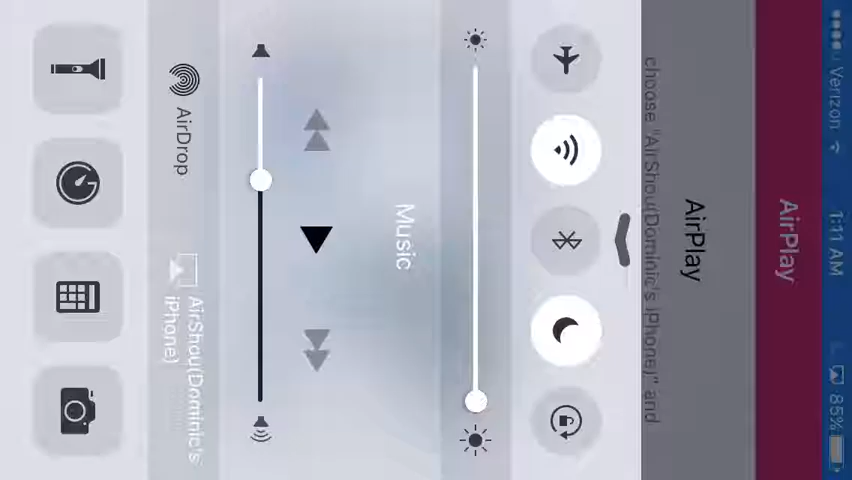 Verizon 1:11 AM 85%
AirPlay
AirPlay
choose "AirShou(Dominic's iPhone)" and
Music
AirDrop
AirShou(Dominic's
iPhone)